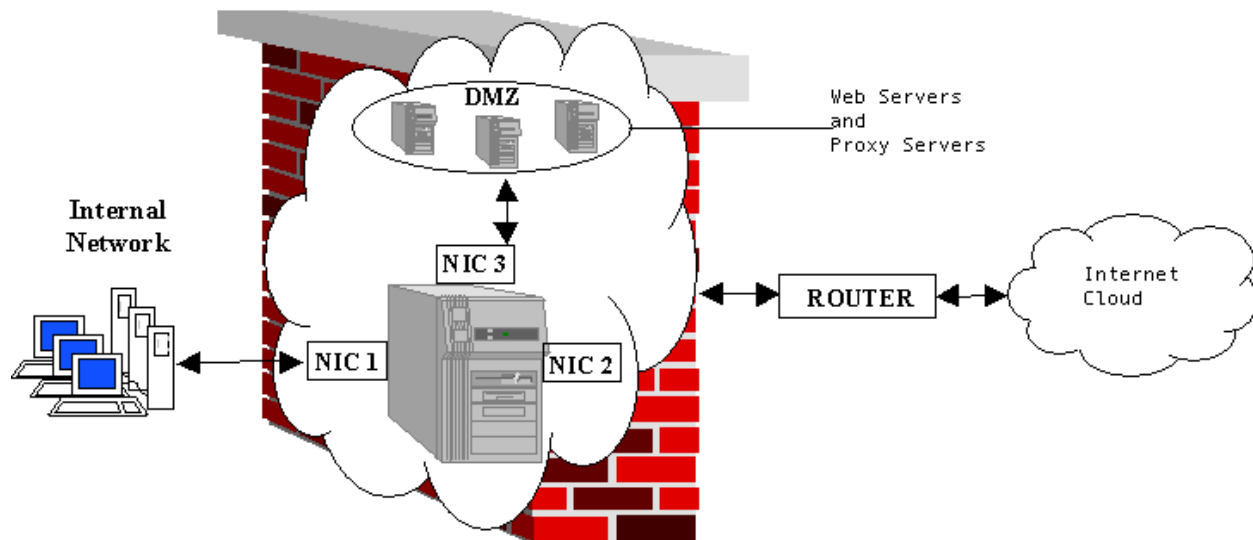 DMZ
Web Servers
and
Proxy Servers
Internal
Network
NIC 3
NIC 1
NIC 2
ROUTER
Internet
Cloud